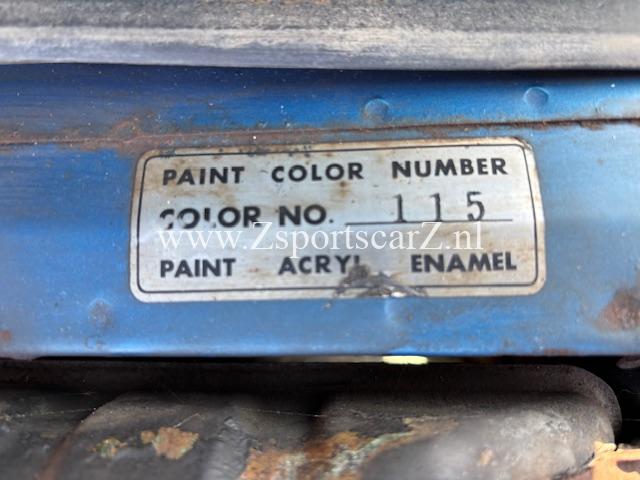 PAINT COLOR NUMBER
COLOR NO. 115
www.ZsportscarZ.nl
PAINT ACRYL ENAMEL